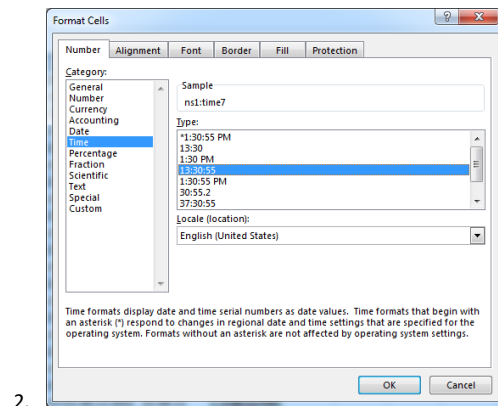 Format Cells
Number Alignment Font Border Fill Protection
Category:
General
Number
Currency
Accounting
Date
Time
Percentage
Fraction
Scientific
Text
Special
Custom
Sample
ns1:time7
Type:
*1:30:55 PM
13:30
1:30 PM
13:30:55
1:30:55 PM
30:55.2
37:30:55
Locale (location):
English (United States)
Time formats display date and time serial numbers as date values.  Time formats that begin with
an asterisk (*) respond to changes in regional date and time settings that are specified for the
operating system. Formats without an asterisk are not affected by operating system settings.
OK Cancel
2.